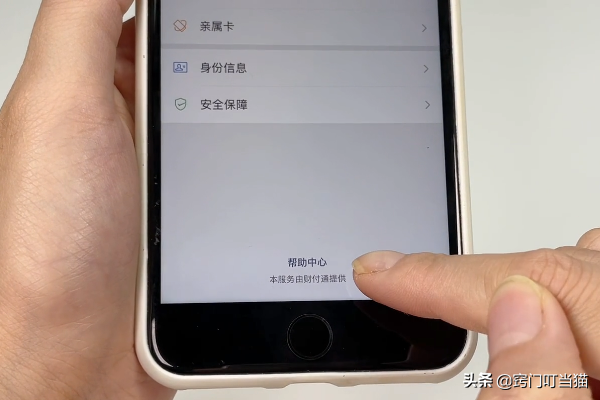 亲属卡
身份信息
安全保障
帮助中心
本服务由财付通提供
头条 @窍门叮当猫